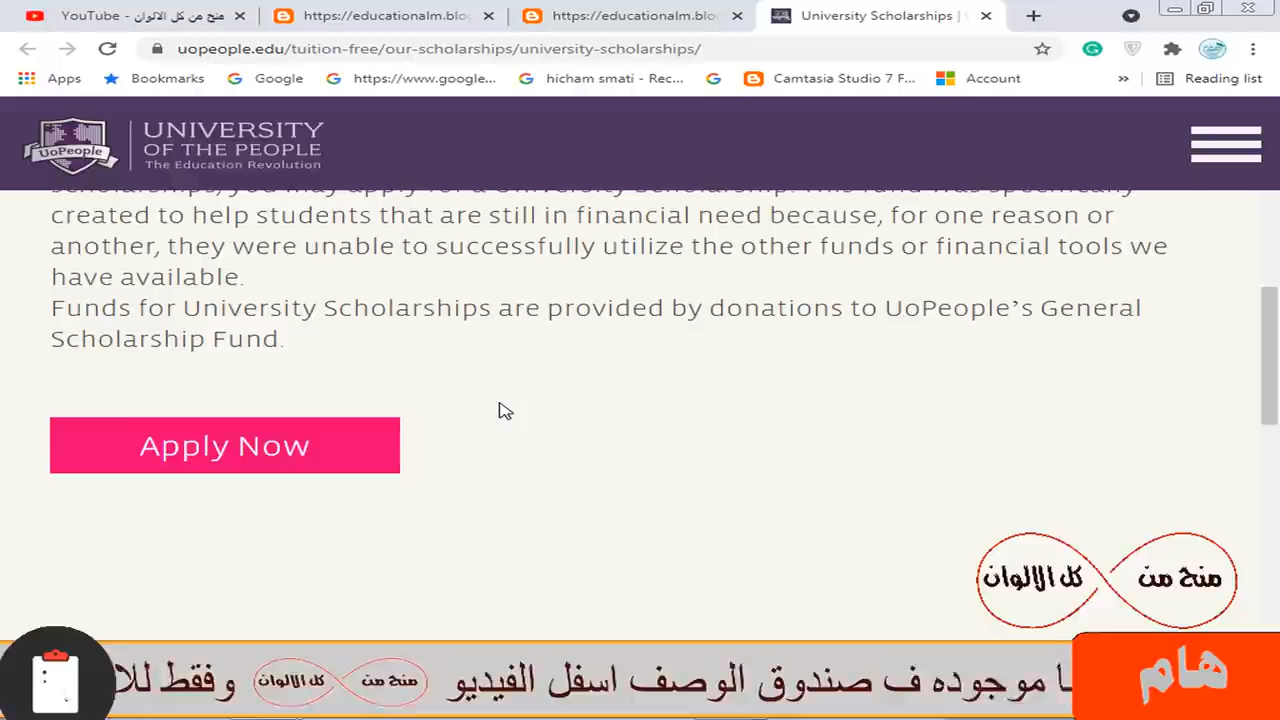 YouTube - منح من كل الالوان
https://educationalm.blo
https://educationalm.blo
University Scholarships |
uopeople.edu/tuition-free/our-scholarships/university-scholarships/
Apps
Bookmarks
Google
https://www.google...
hicham smati - Rec...
Camtasia Studio 7 F...
Account
»
Reading list
UoPeople
UNIVERSITY
OF THE PEOPLE
The Education Revolution
created to help students that are still in financial need because, for one reason or
another, they were unable to successfully utilize the other funds or financial tools we
have available.
Funds for University Scholarships are provided by donations to UoPeople's General
Scholarship Fund.
Apply Now
منح من كل الالوان
موجوده ف صندوق الوصف اسفل الفيديو منح من كل الالوان وفقط
هام